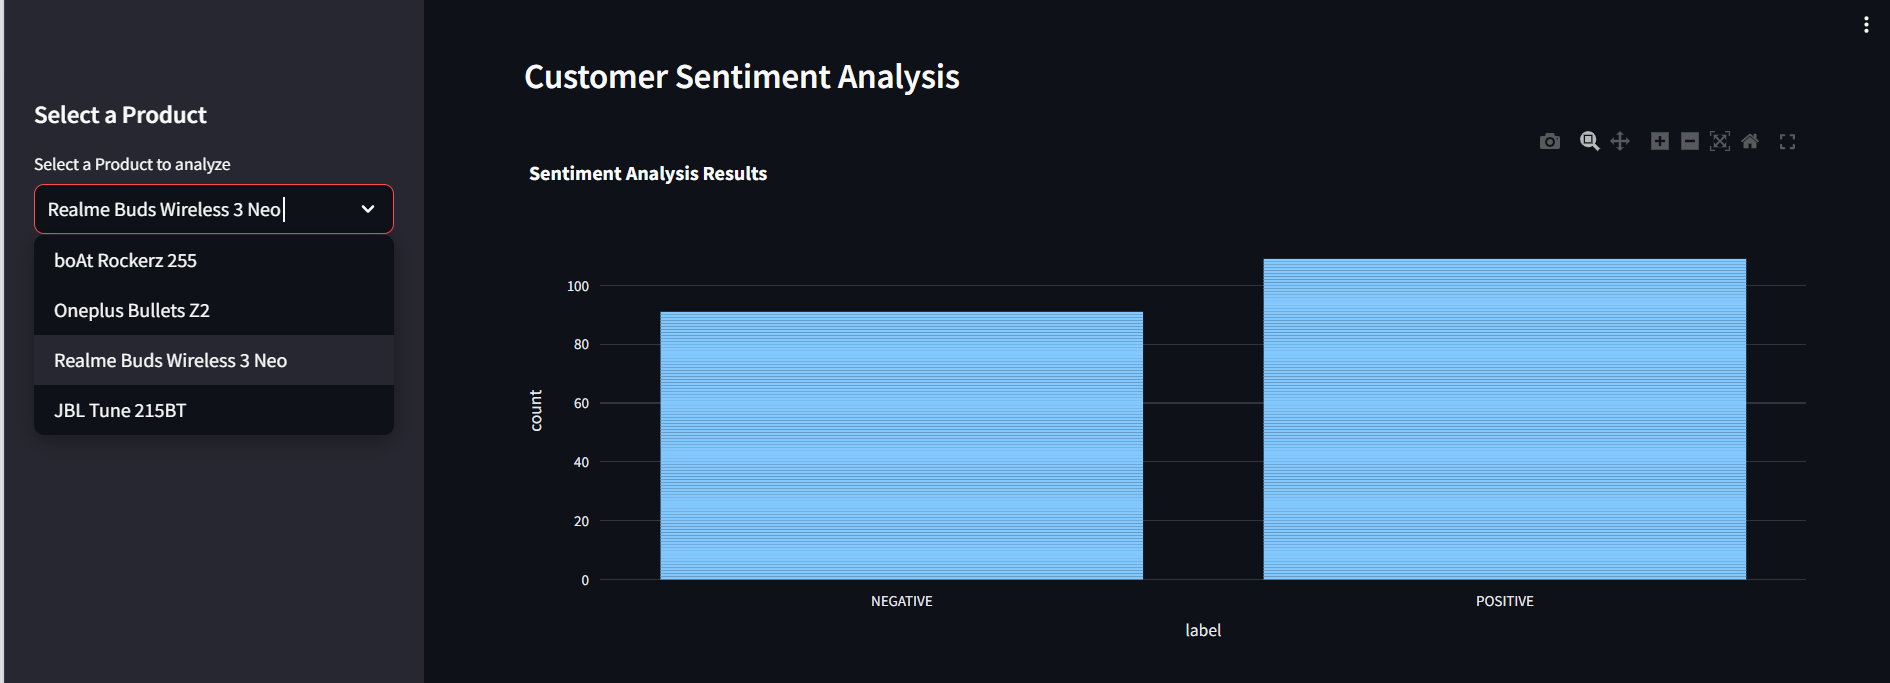 Select a Product
Select a Product to analyze
Realme Buds Wireless 3 Neo
boAt Rockerz 255
Oneplus Bullets Z2
Realme Buds Wireless 3 Neo
JBL Tune 215BT
Customer Sentiment Analysis
Sentiment Analysis Results
100
80
60
40
20
0
count
NEGATIVE
POSITIVE
label